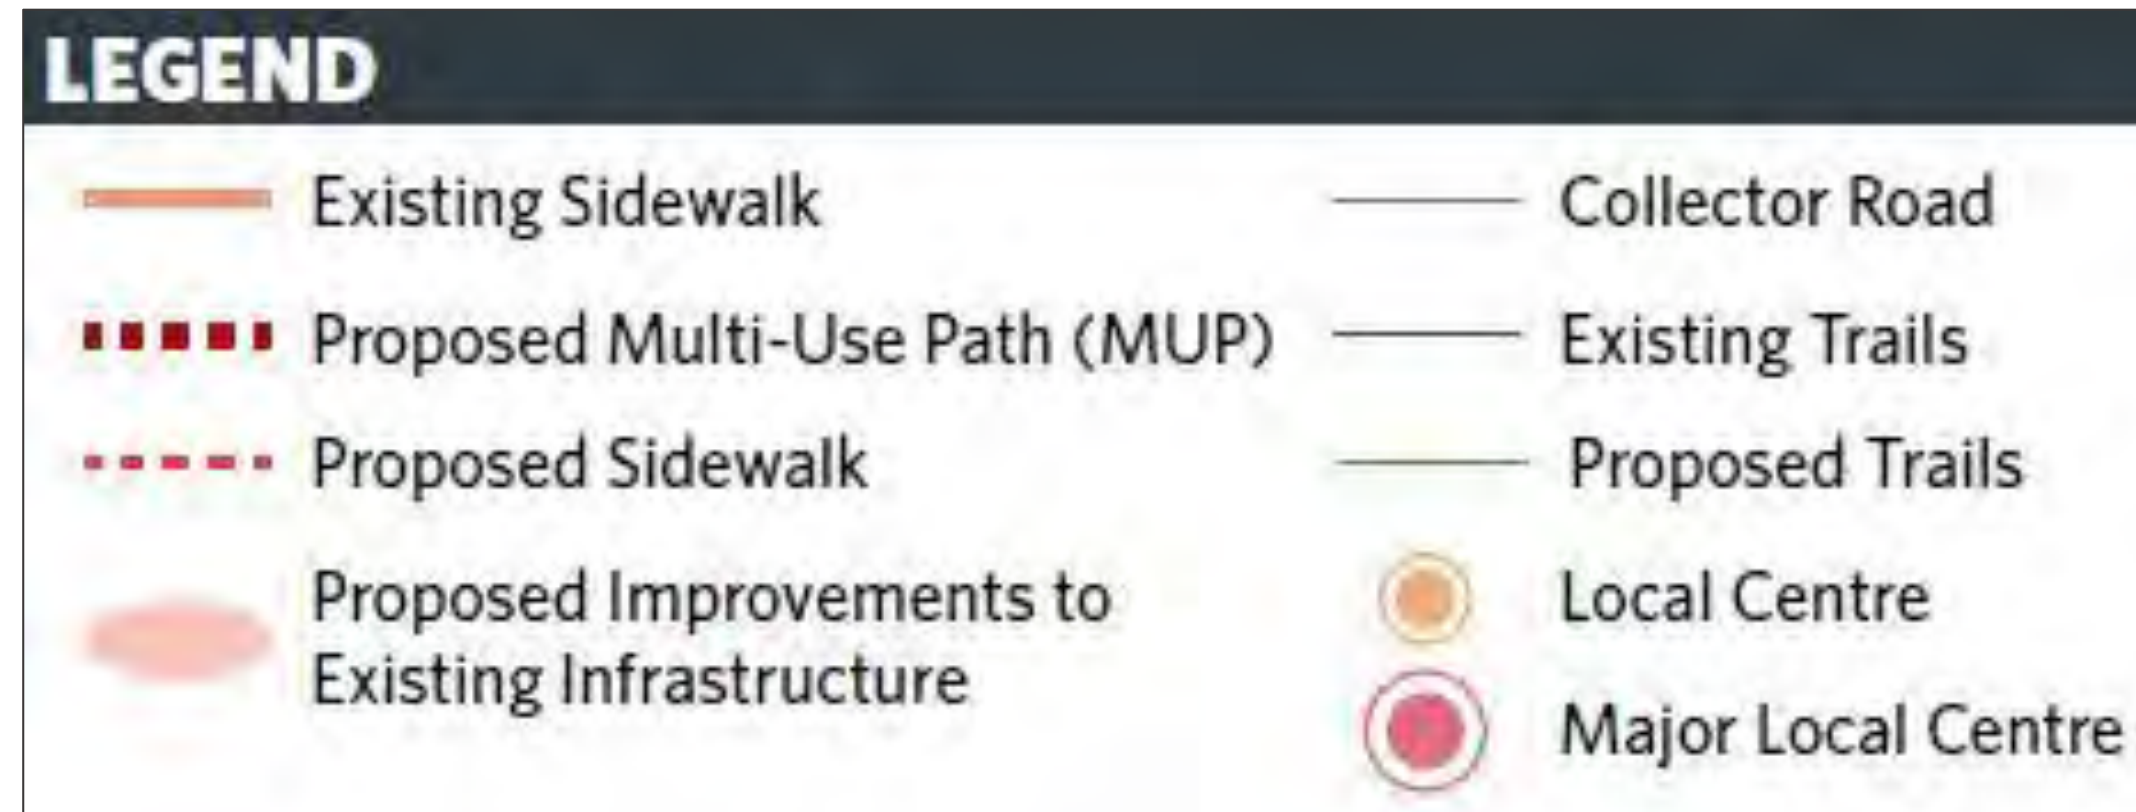 LEGEND
Existing Sidewalk
Proposed Multi-Use Path (MUP)
Proposed Sidewalk
Proposed Improvements to
Existing Infrastructure
Collector Road
Existing Trails
Proposed Trails
Local Centre
Major Local Centre